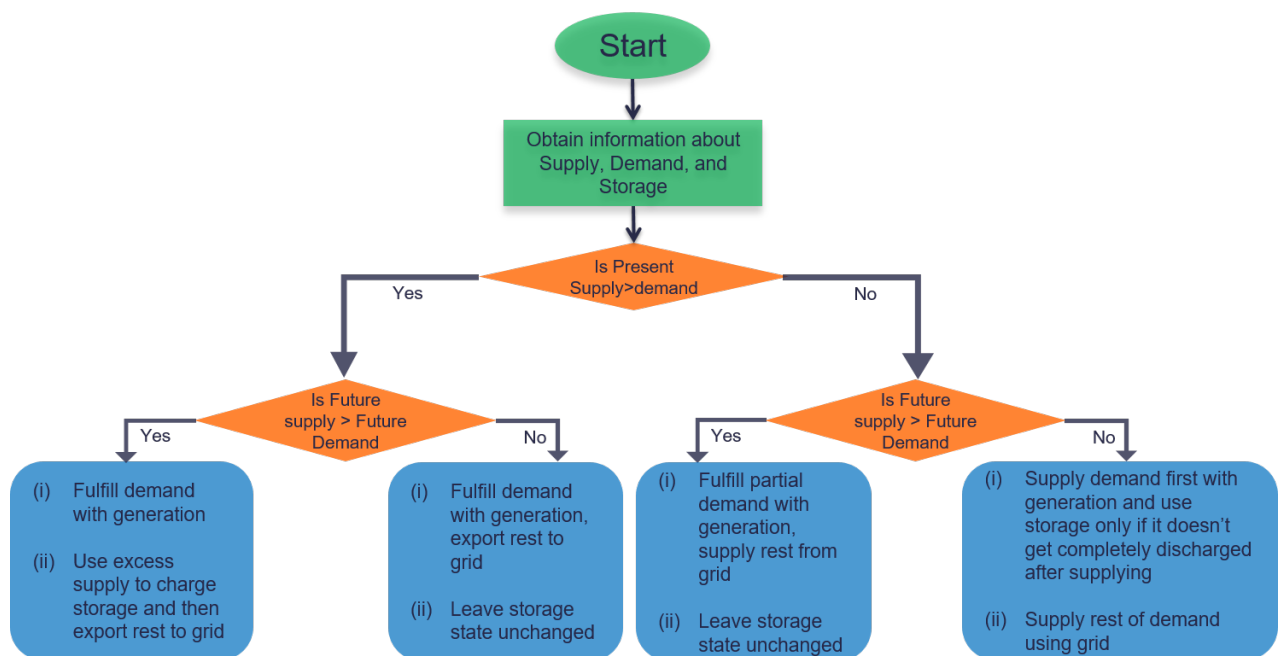 Start
Obtain information about
Supply, Demand, and
Storage
Is Present
Supply>demand
Yes
No
Is Future
supply > Future
Demand
Yes
No
Is Future
supply > Future
Demand
Yes
No
(i) Fulfill demand
with generation
(ii) Use excess
supply to charge
storage and then
export rest to grid
(i) Fulfill demand
with generation,
export rest to
grid
(ii) Leave storage
state unchanged
(i) Fulfill partial
demand with
generation,
supply rest from
grid
(ii) Leave storage
state unchanged
(i) Supply demand first with
generation and use
storage only if it doesn't
get completely discharged
after supplying
(ii) Supply rest of demand
using grid